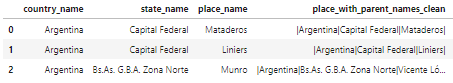 country_name state_name place_name place_with_parent_names_clean
0 Argentina Capital Federal Mataderos |Argentina|Capital Federal|Mataderos|
1 Argentina Capital Federal Liniers |Argentina|Capital Federal|Liniers|
2 Argentina Bs.As. G.B.A. Zona Norte Munro |Argentina|Bs.As. G.B.A. Zona Norte|Vicente Ló...